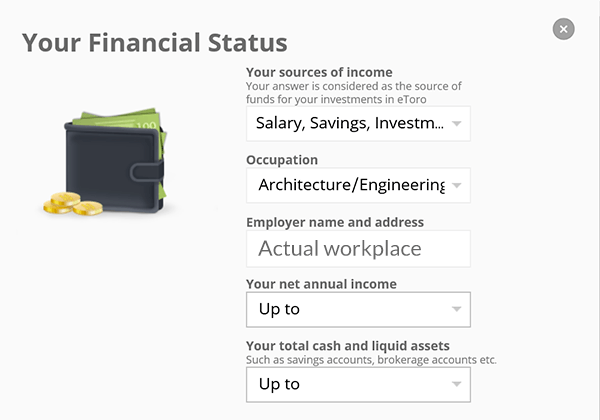 Your Financial Status
Your sources of income
Your answer is considered as the source of
funds for your investments in eToro
Salary, Savings, Investm...
Occupation
Architecture/Engineering
Employer name and address
Actual workplace
Your net annual income
Up to
Your total cash and liquid assets
Such as savings accounts, brokerage accounts etc.
Up to
100